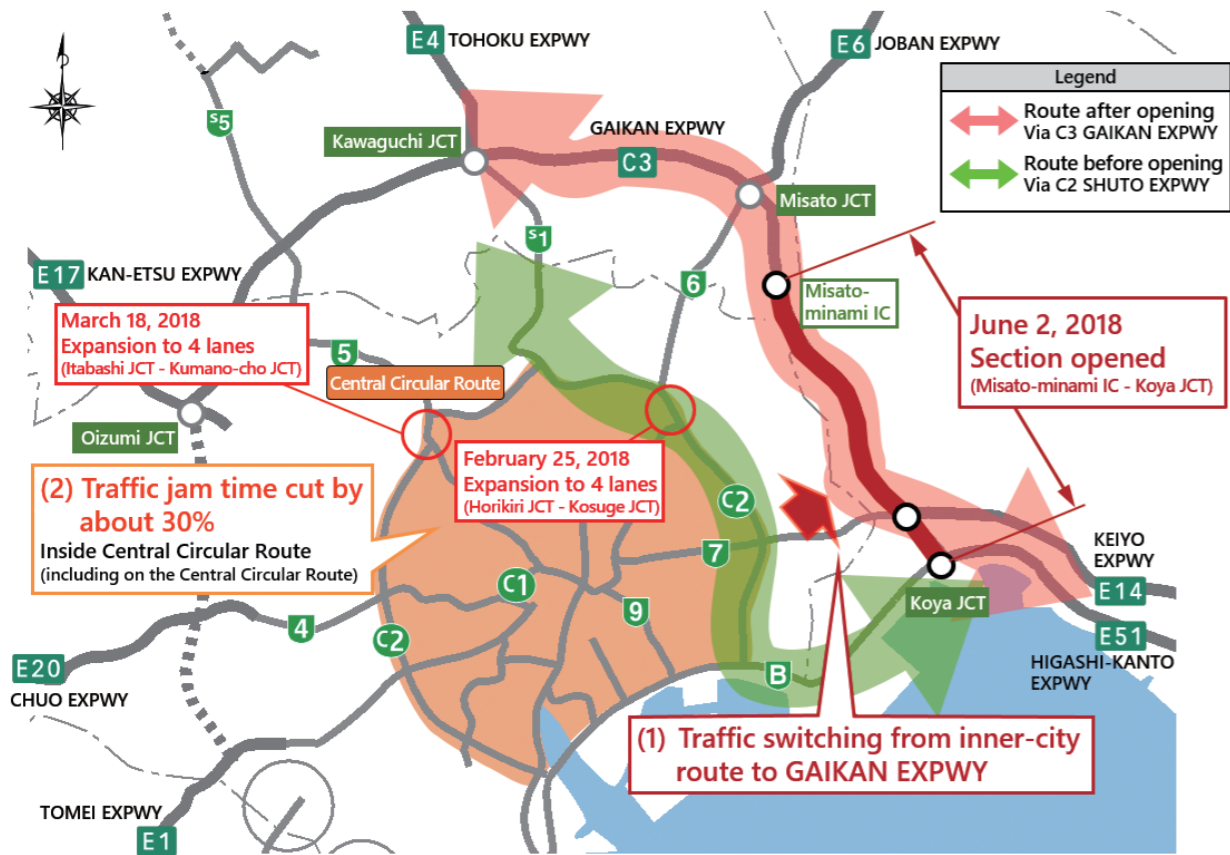 E4
TOHOKU EXPWY
E6
JOBAN EXPWY
Legend
Route after opening
Via C3 GAIKAN EXPWY
Route before opening
Via C2 SHUTO EXPWY
S5
Kawaguchi JCT
GAIKAN EXPWY
C3
Misato JCT
S1
E17
KAN-ETSU EXPWY
6
Misato-
minami IC
March 18, 2018
Expansion to 4 lanes
(Itabashi JCT - Kumano-cho JCT)
5
Central Circular Route
June 2, 2018
Section opened
(Misato-minami IC - Koya JCT)
Oizumi JCT
February 25, 2018
Expansion to 4 lanes
(Horikiri JCT - Kosuge JCT)
(2) Traffic jam time cut by
about 30%
Inside Central Circular Route
(including on the Central Circular Route)
C2
7
KEIYO
EXPWY
E14
C1
9
Koya JCT
4
C2
E51
HIGASHI-KANTO
EXPWY
E20
CHUO EXPWY
B
(1) Traffic switching from inner-city
route to GAIKAN EXPWY
TOMEI EXPWY
E1